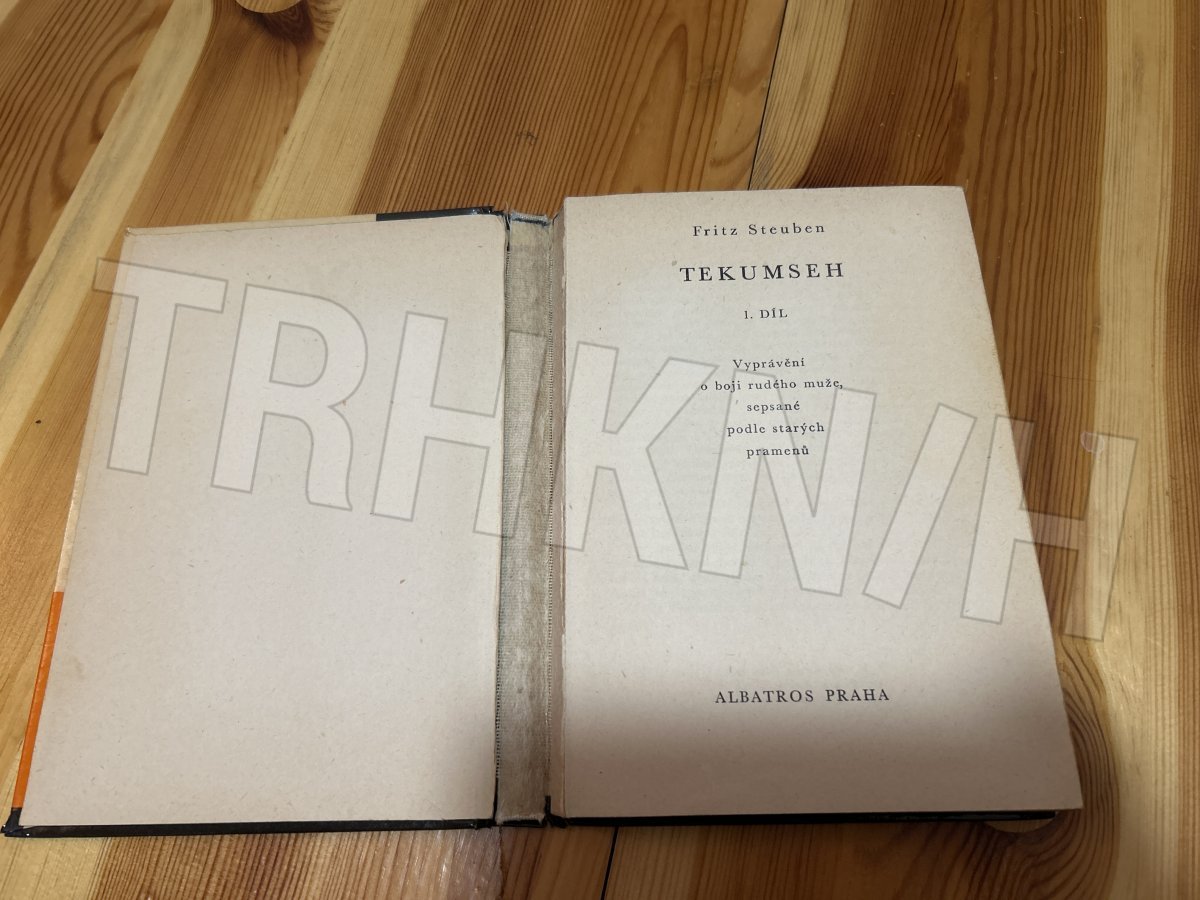 Fritz Steuben
TEKUMSEH
1. DÍL
Vyprávění
o boji rudého muže,
sepsané
podle starých
pramenů
ALBATROS PRAHA
TRHKNIH